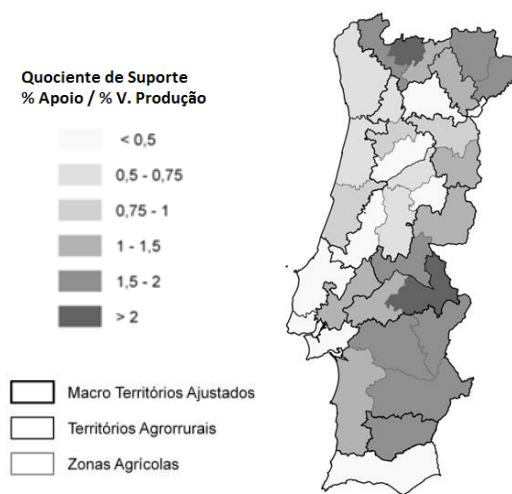 Quociente de Suporte
% Apoio / % V. Produção
< 0,5
0,5 - 0,75
0,75 - 1
1 - 1,5
1,5 - 2
> 2
Macro Territórios Ajustados
Territórios Agrorrurais
Zonas Agrícolas